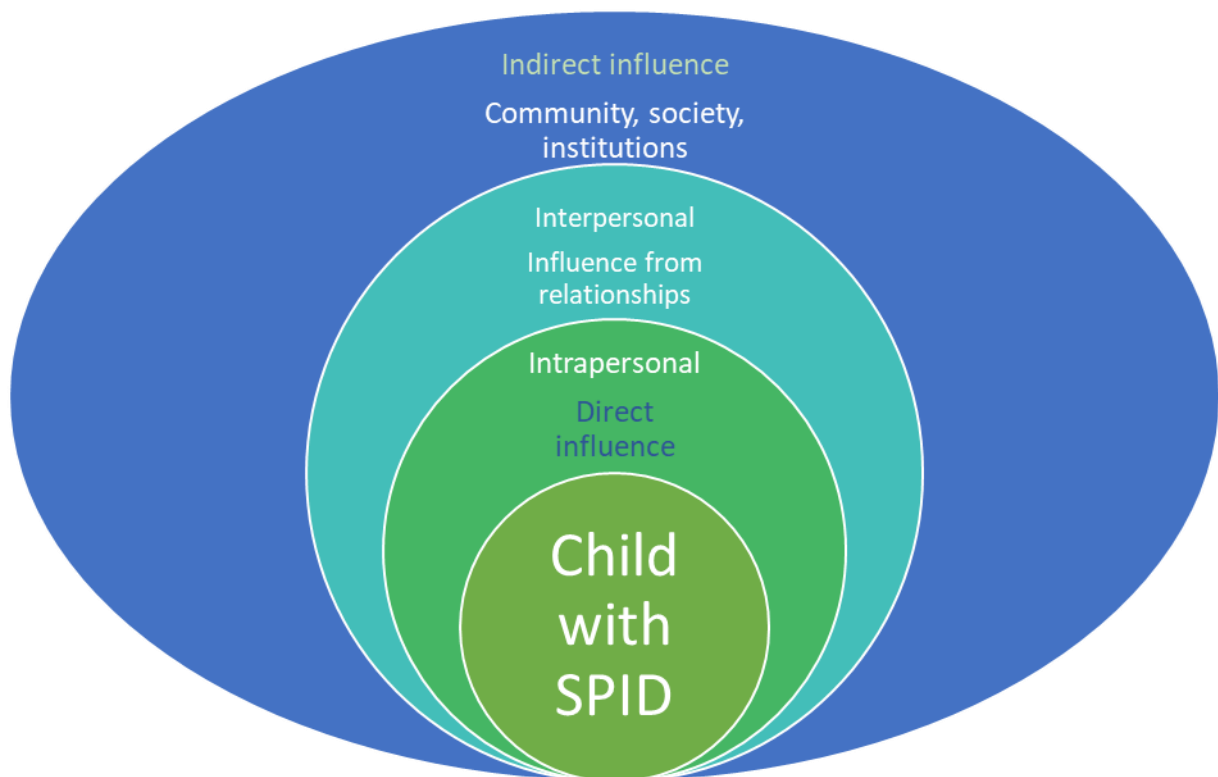 Indirect influence
Community, society,
institutions
Interpersonal
Influence from
relationships
Intrapersonal
Direct
influence
Child
with
SPID